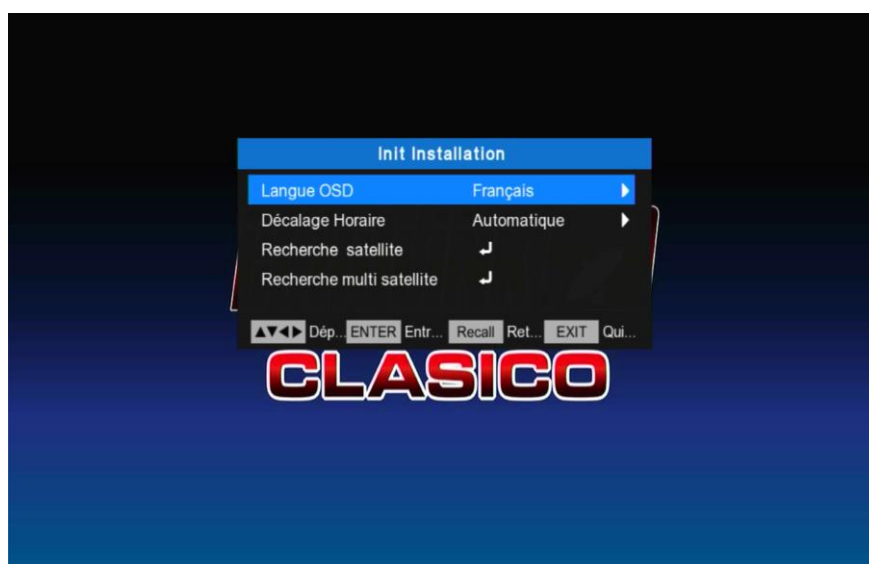 Init Installation
Langue OSD Français
Décalage Horaire Automatique
Recherche satellite
Recherche multi satellite
▲▼◄► Dép... ENTER Entr... Recall Ret... EXIT Qui...
CLASICO